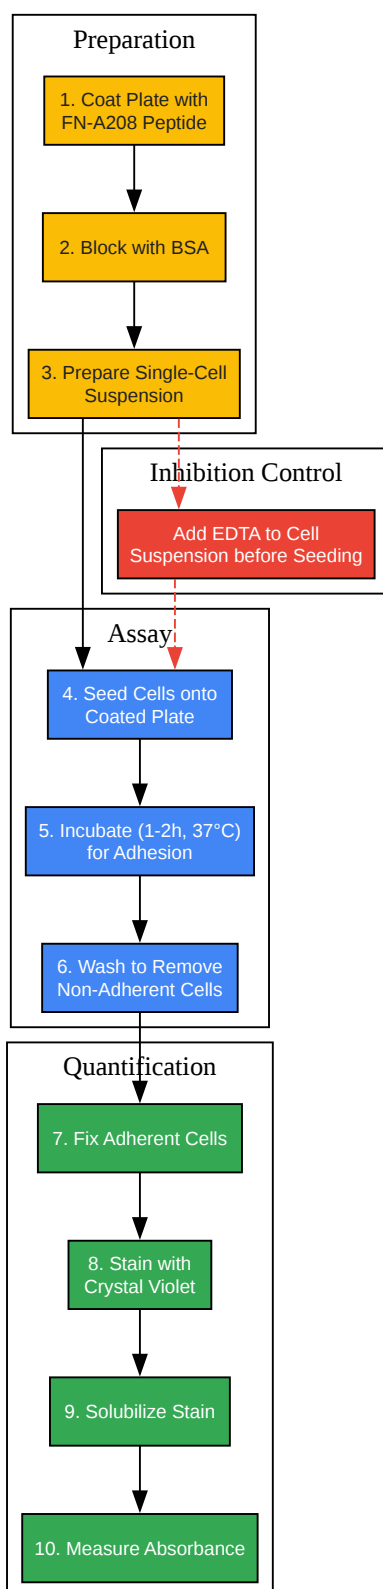 Preparation
1. Coat Plate with
FN-A208 Peptide
2. Block with BSA
3. Prepare Single-Cell
Suspension
Inhibition Control
Add EDTA to Cell
Suspension before Seeding
Assay
4. Seed Cells onto
Coated Plate
5. Incubate (1-2h, 37°C)
for Adhesion
6. Wash to Remove
Non-Adherent Cells
Quantification
7. Fix Adherent Cells
8. Stain with
Crystal Violet
9. Solubilize Stain
10. Measure Absorbance